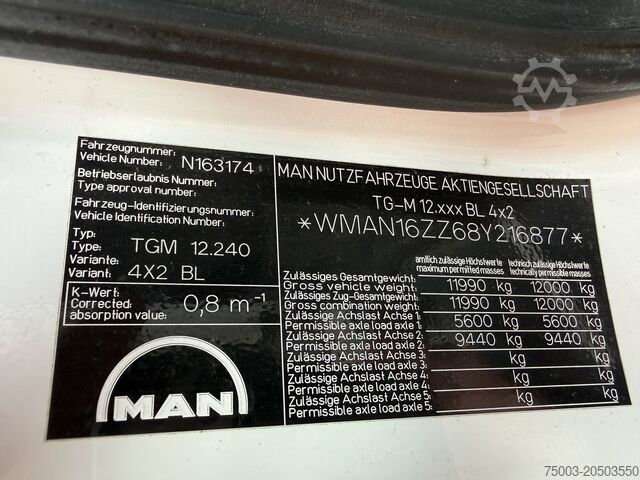 Fahrzeugnummer:
Vehicle Number: N163174
Betriebserlaubnis Nummer:
Type approval number:
Fahrzeug-Identifizierungsnummer:
Vehicle Identification Number:
Typ:
Type: TGM 12.240
Variante:
Variant: 4X2 BL
K-Wert:
Corrected absorption value: 0,8 m⁻¹
MAN
MAN NUTZFAHRZEUGE AKTIENGESELLSCHAFT
TG-M 12.xxx BL 4x2
*WMAN16ZZ68Y216877*
amtlich zulässige Höchstwerte technisch zulässige Höchstwerte
maximum permitted masses technically permissible masses
Zulässiges Gesamtgewicht:
Gross vehicle weight: 11990 kg 12000 kg
Zulässiges Zug-Gesamtgewicht:
Gross combination weight: 11990 kg 12000 kg
Zulässige Achslast Achse 1:
Permissible axle load axle 1: 5600 kg 5600 kg
Zulässige Achslast Achse 2:
Permissible axle load axle 2: 9440 kg 9440 kg
Zulässige Achslast Achse 3:
Permissible axle load axle 3: kg kg
Zulässige Achslast Achse 4:
Permissible axle load axle 4: kg kg
Zulässige Achslast Achse 5:
Permissible axle load axle 5: kg kg
75003-20503550